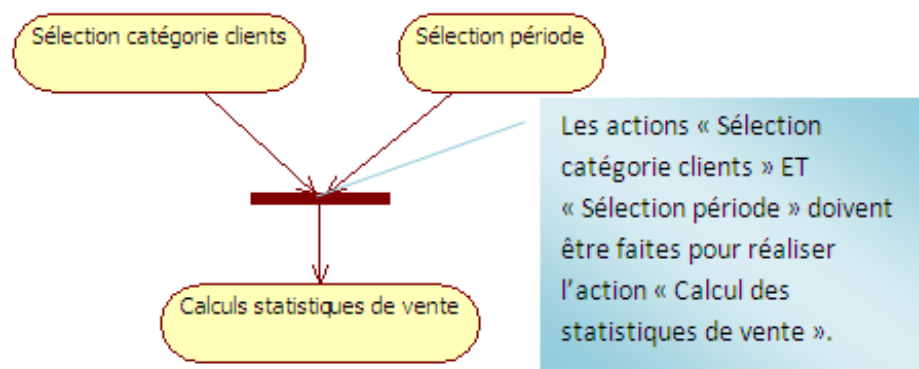 Sélection catégorie clients
Sélection période
Les actions « Sélection
catégorie clients » ET
« Sélection période » doivent
être faites pour réaliser
l'action « Calcul des
statistiques de vente ».
Calculs statistiques de vente